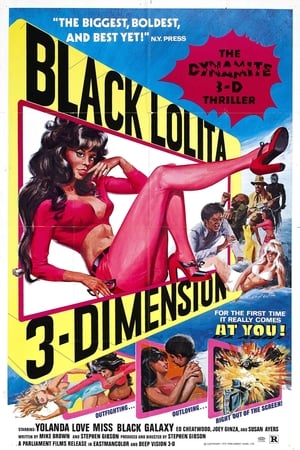 "THE BIGGEST, BOLDEST,
AND BEST YET!" N.Y. PRESS
THE
DYNAMITE
3-D
THRILLER
BLACK LOLITA
3-DIMENSION
FOR THE FIRST TIME
IT REALLY COMES
AT YOU!
OUTFIGHTING...
OUTLOVING...
RIGHT OUT OF THE SCREEN!
STARRING YOLANDA LOVE MISS BLACK GALAXY ED CHEATWOOD, JOEY GINZA, AND SUSAN AYERS
WRITTEN BY MIKE BROWN AND STEPHEN GIBSON PRODUCED AND DIRECTED BY STEPHEN GIBSON
A PARLIAMENT FILMS RELEASE IN EASTMANCOLOR AND DEEP VISION 3-D
R